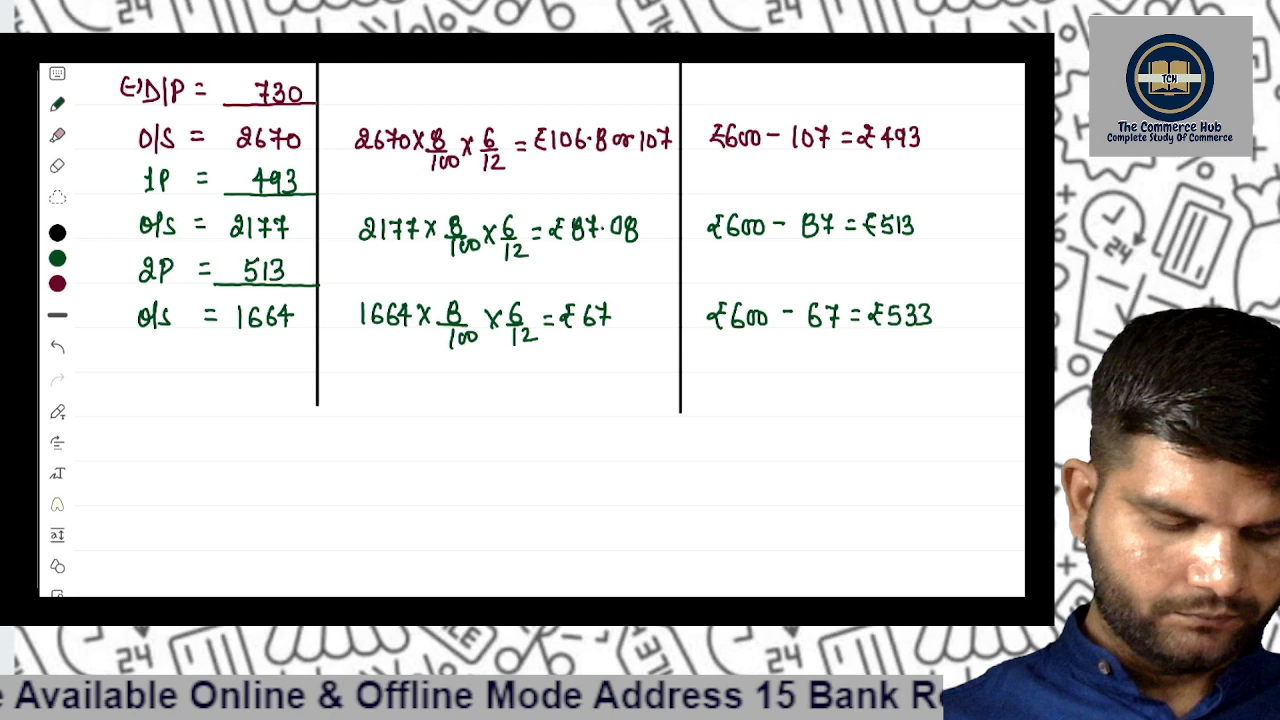 (-) D/P = 730
O/S = 2670 2670 × 8/100 × 6/12 = ₹106.8 or 107 ₹600 - 107 = ₹493
1P = 493
O/S = 2177 2177 × 8/100 × 6/12 = ₹87.08 ₹600 - 87 = ₹513
2P = 513
O/S = 1664 1664 × 8/100 × 6/12 = ₹67 ₹600 - 67 = ₹533
TCH
The Commerce Hub
Complete Study Of Commerce
e Available Online & Offline Mode Address 15 Bank R